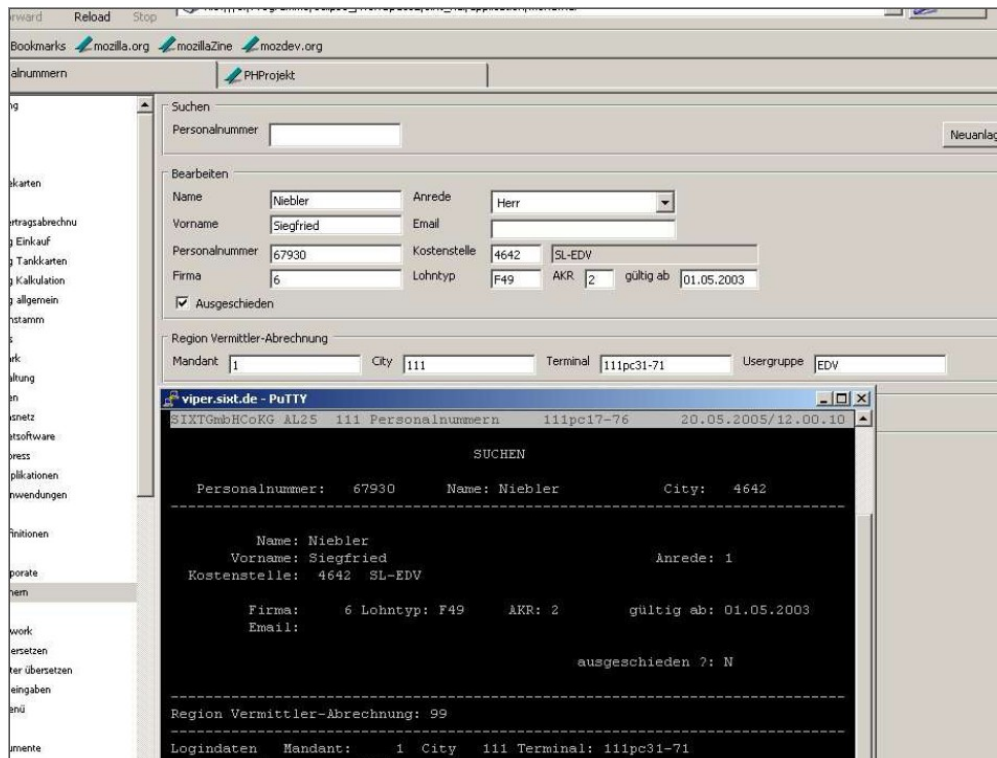 Reload Stop
Bookmarks mozilla.org mozillaZine mozdev.org
alnummern PHProjekt
ng
ekarten
ertragsabrechnu
g Einkauf
g Tankkarten
g Kalkulation
g allgemein
nstamm
s
rk
altung
en
asnetz
etsoftware
press
plikationen
nwendungen
finitionen
porate
nern
work
ersetzen
ter übersetzen
eingaben
enü
umente
Suchen
Personalnummer Neuanlag
Bearbeiten
Name Niebler Anrede Herr
Vorname Siegfried Email
Personalnummer 67930 Kostenstelle 4642 SL-EDV
Firma 6 Lohntyp F49 AKR 2 gültig ab 01.05.2003
Ausgeschieden
Region Vermittler-Abrechnung
Mandant 1 City 111 Terminal 111pc31-71 Usergruppe EDV
viper.sixt.de - PuTTY
SIXTGmbHCoKG AL25 111 Personalnummern 111pc17-76 20.05.2005/12.00.10
SUCHEN
Personalnummer: 67930 Name: Niebler City: 4642
Name: Niebler
Vorname: Siegfried Anrede: 1
Kostenstelle: 4642 SL-EDV
Firma: 6 Lohntyp: F49 AKR: 2 gültig ab: 01.05.2003
Email:
ausgeschieden ?: N
Region Vermittler-Abrechnung: 99
Logindaten Mandant: 1 City 111 Terminal: 111pc31-71